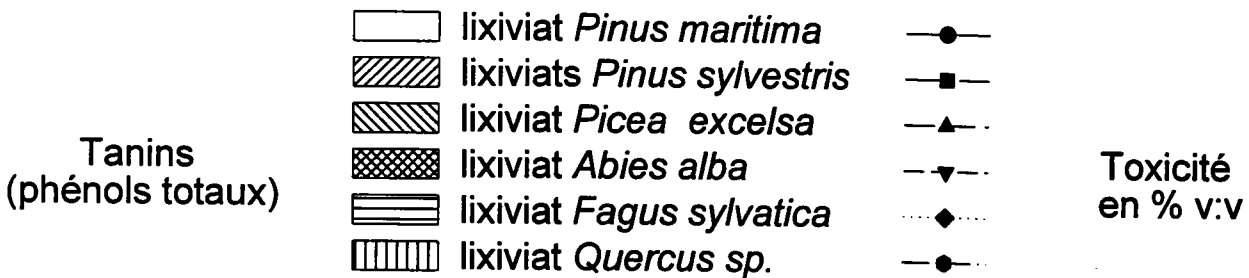 lixiviat Pinus maritima
lixiviats Pinus sylvestris
lixiviat Picea excelsa
lixiviat Abies alba
lixiviat Fagus sylvatica
lixiviat Quercus sp.
Tanins
(phénols totaux)
Toxicité
en % v:v